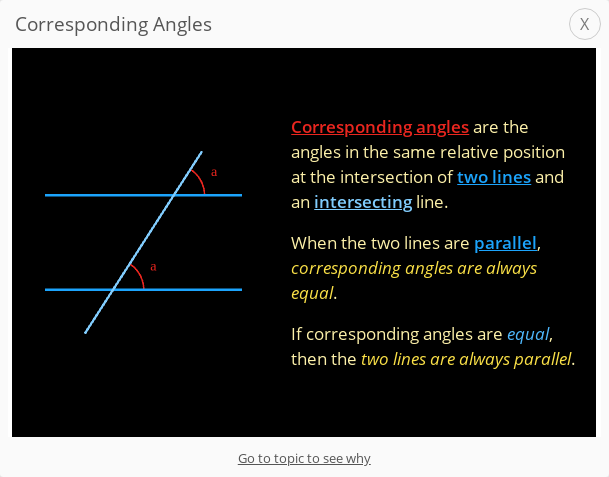 Corresponding Angles
X
a
a
Corresponding angles are the
angles in the same relative position
at the intersection of two lines and
an intersecting line.
When the two lines are parallel,
corresponding angles are always
equal.
If corresponding angles are equal,
then the two lines are always parallel.
Go to topic to see why